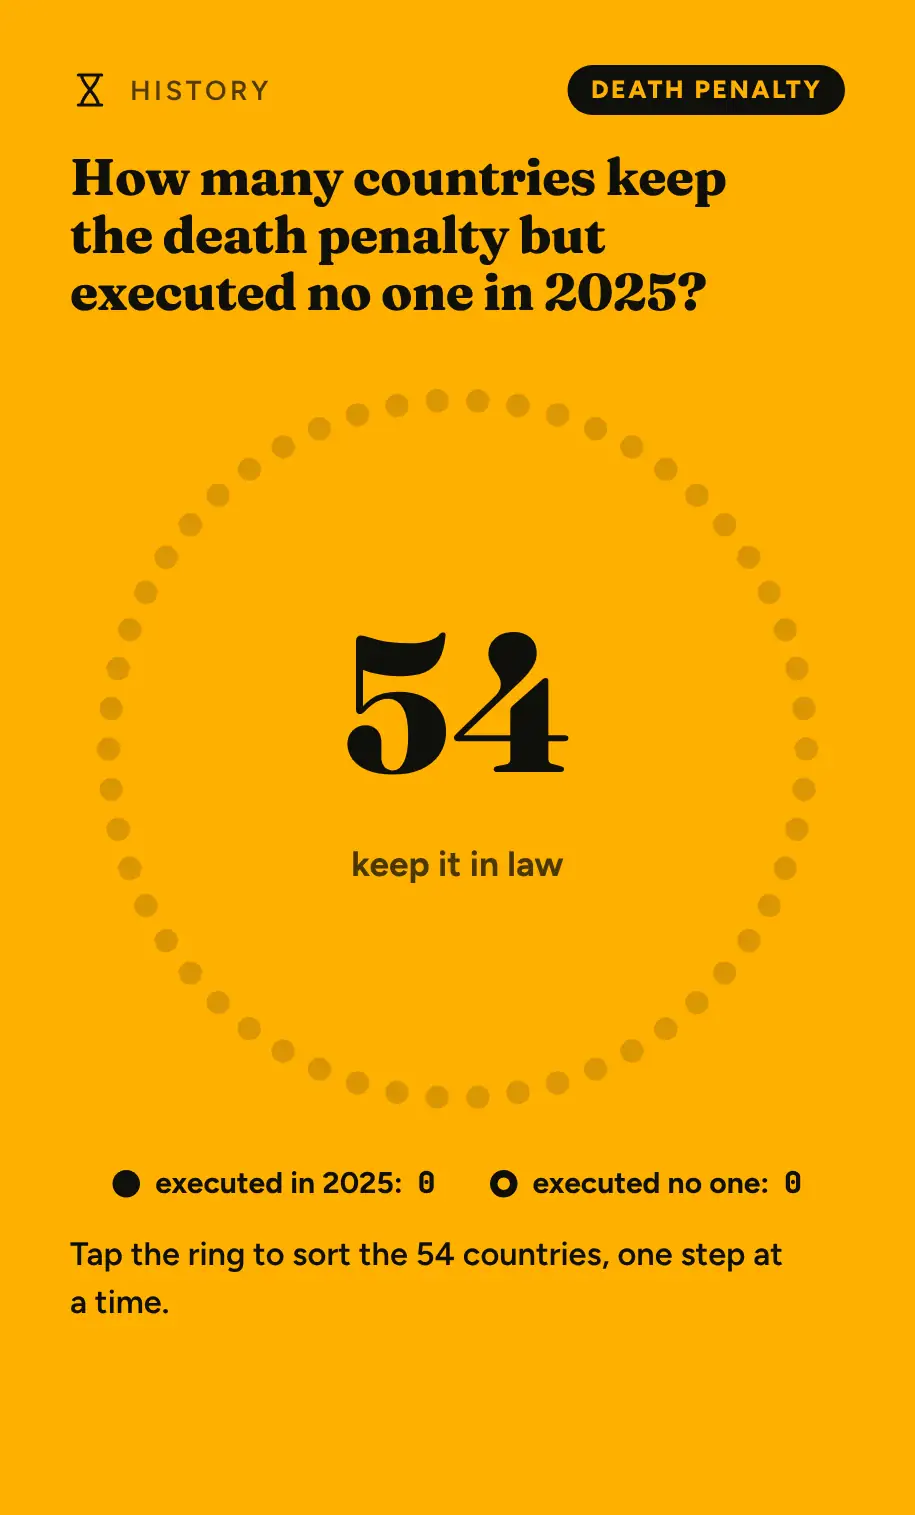 HISTORY
DEATH PENALTY
How many countries keep
the death penalty but
executed no one in 2025?
54
keep it in law
executed in 2025: 0
executed no one: 0
Tap the ring to sort the 54 countries, one step at
a time.